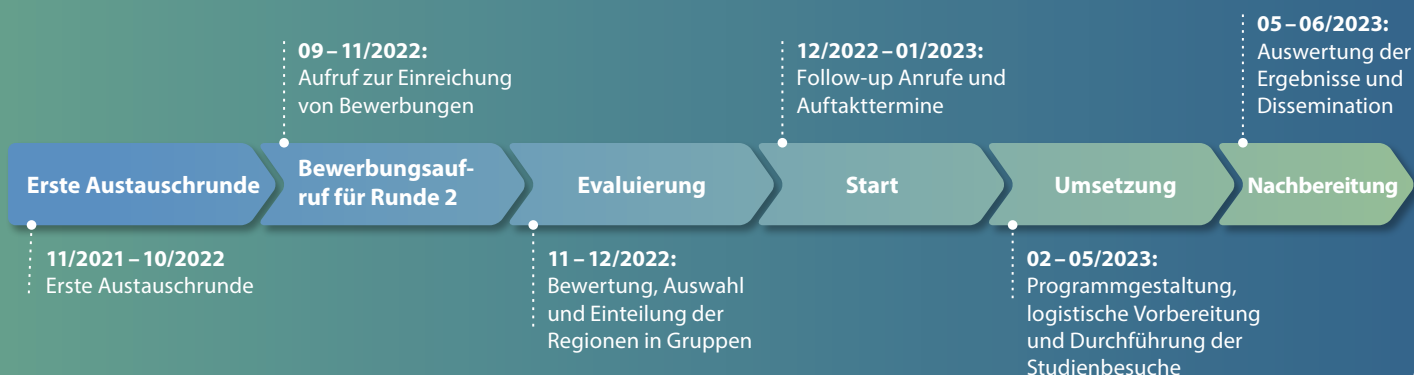 09 – 11/2022:
Aufruf zur Einreichung
von Bewerbungen
12/2022 – 01/2023:
Follow-up Anrufe und
Auftakttermine
05 – 06/2023:
Auswertung der
Ergebnisse und
Dissemination
Erste Austauschrunde
Bewerbungsauf-
ruf für Runde 2
Evaluierung
Start
Umsetzung
Nachbereitung
11/2021 – 10/2022
Erste Austauschrunde
11 – 12/2022:
Bewertung, Auswahl
und Einteilung der
Regionen in Gruppen
02 – 05/2023:
Programmgestaltung,
logistische Vorbereitung
und Durchführung der
Studienbesuche